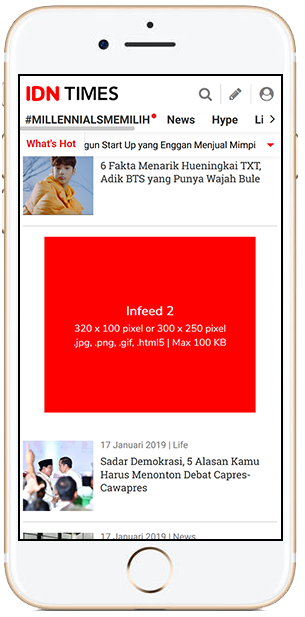 IDN TIMES
#MILLENNIALSMEMILIH News Hype Li
What's Hot gun Start Up yang Enggan Menjual Mimpi
6 Fakta Menarik Hueningkai TXT,
Adik BTS yang Punya Wajah Bule
Infeed 2
320 x 100 pixel or 300 x 250 pixel
.jpg, .png, .gif, .html5 | Max 100 KB
17 Januari 2019 | Life
Sadar Demokrasi, 5 Alasan Kamu
Harus Menonton Debat Capres-
Cawapres
17 Januari 2019 | News